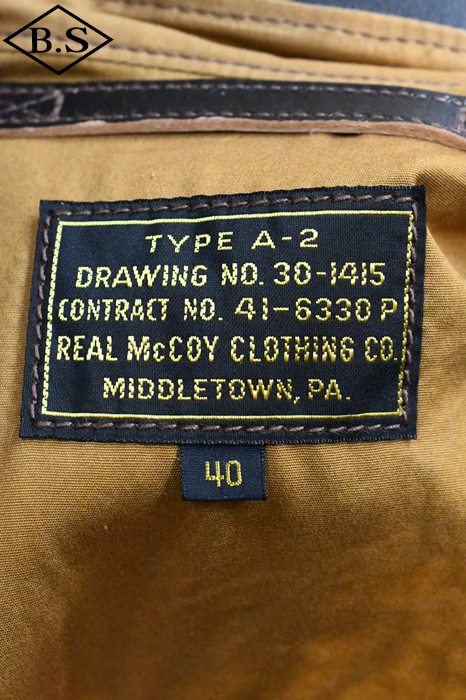 B.S
TYPE A-2
DRAWING NO. 30-1415
CONTRACT NO. 41-6330 P
REAL McCOY CLOTHING CO.
MIDDLETOWN, PA.
40